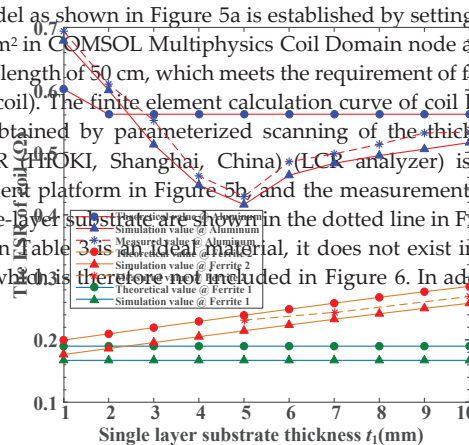 del as shown in Figure 5a is established by setting
m² in COMSOL Multiphysics Coil Domain node a
length of 50 cm, which meets the requirement of f
coil). The finite element calculation curve of coil
btained by parameterized scanning of the thick
R (HIOKI, Shanghai, China) (LCR analyzer) is
ent platform in Figure 5b, and the measurement
e-layer substrate are shown in the dotted line in F
n Table 3 is an ideal material, it does not exist in
which is therefore not included in Figure 6. In ad
The ESR of coil (Ω)
0.7
0.4
0.3
0.2
0.1
Theoretical value @ Aluminum
Simulation value @ Aluminum
Measured value @ Aluminum
Theoretical value @ Ferrite 2
Simulation value @ Ferrite 2
Measured value @ Ferrite 2
Theoretical value @ Ferrite 1
Simulation value @ Ferrite 1
1 2 3 4 5 6 7 8 9 10
Single layer substrate thickness t₁(mm)